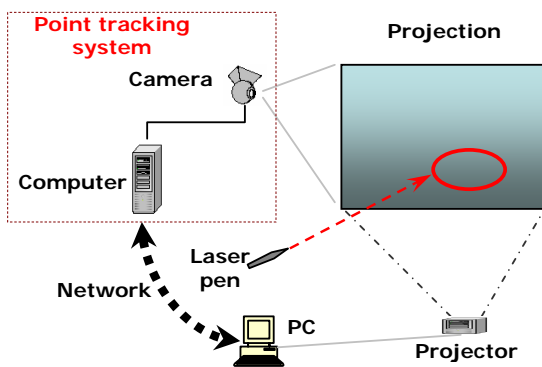 Point tracking
system
Projection
Camera
Computer
Laser
pen
Network
PC
Projector